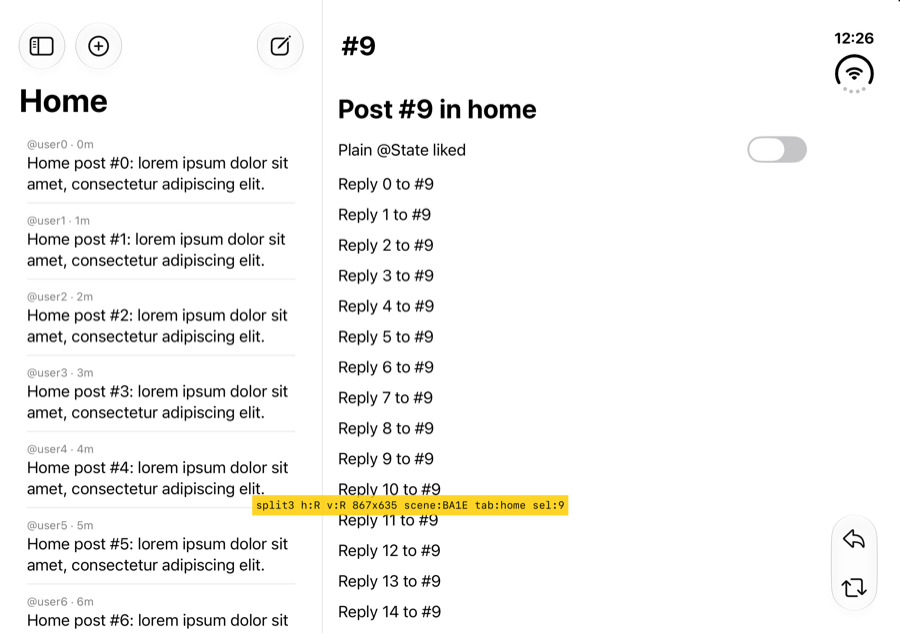 Home
@user0 · 0m
Home post #0: lorem ipsum dolor sit
amet, consectetur adipiscing elit.
@user1 · 1m
Home post #1: lorem ipsum dolor sit
amet, consectetur adipiscing elit.
@user2 · 2m
Home post #2: lorem ipsum dolor sit
amet, consectetur adipiscing elit.
@user3 · 3m
Home post #3: lorem ipsum dolor sit
amet, consectetur adipiscing elit.
@user4 · 4m
Home post #4: lorem ipsum dolor sit
amet, consectetur adipiscing elit.
@user5 · 5m
Home post #5: lorem ipsum dolor sit
amet, consectetur adipiscing elit.
@user6 · 6m
Home post #6: lorem ipsum dolor sit
#9
12:26
Post #9 in home
Plain @State liked
Reply 0 to #9
Reply 1 to #9
Reply 2 to #9
Reply 3 to #9
Reply 4 to #9
Reply 5 to #9
Reply 6 to #9
Reply 7 to #9
Reply 8 to #9
Reply 9 to #9
Reply 10 to #9
split3 h:R v:R 867x635 scene:BA1E tab:home sel:9
Reply 11 to #9
Reply 12 to #9
Reply 13 to #9
Reply 14 to #9